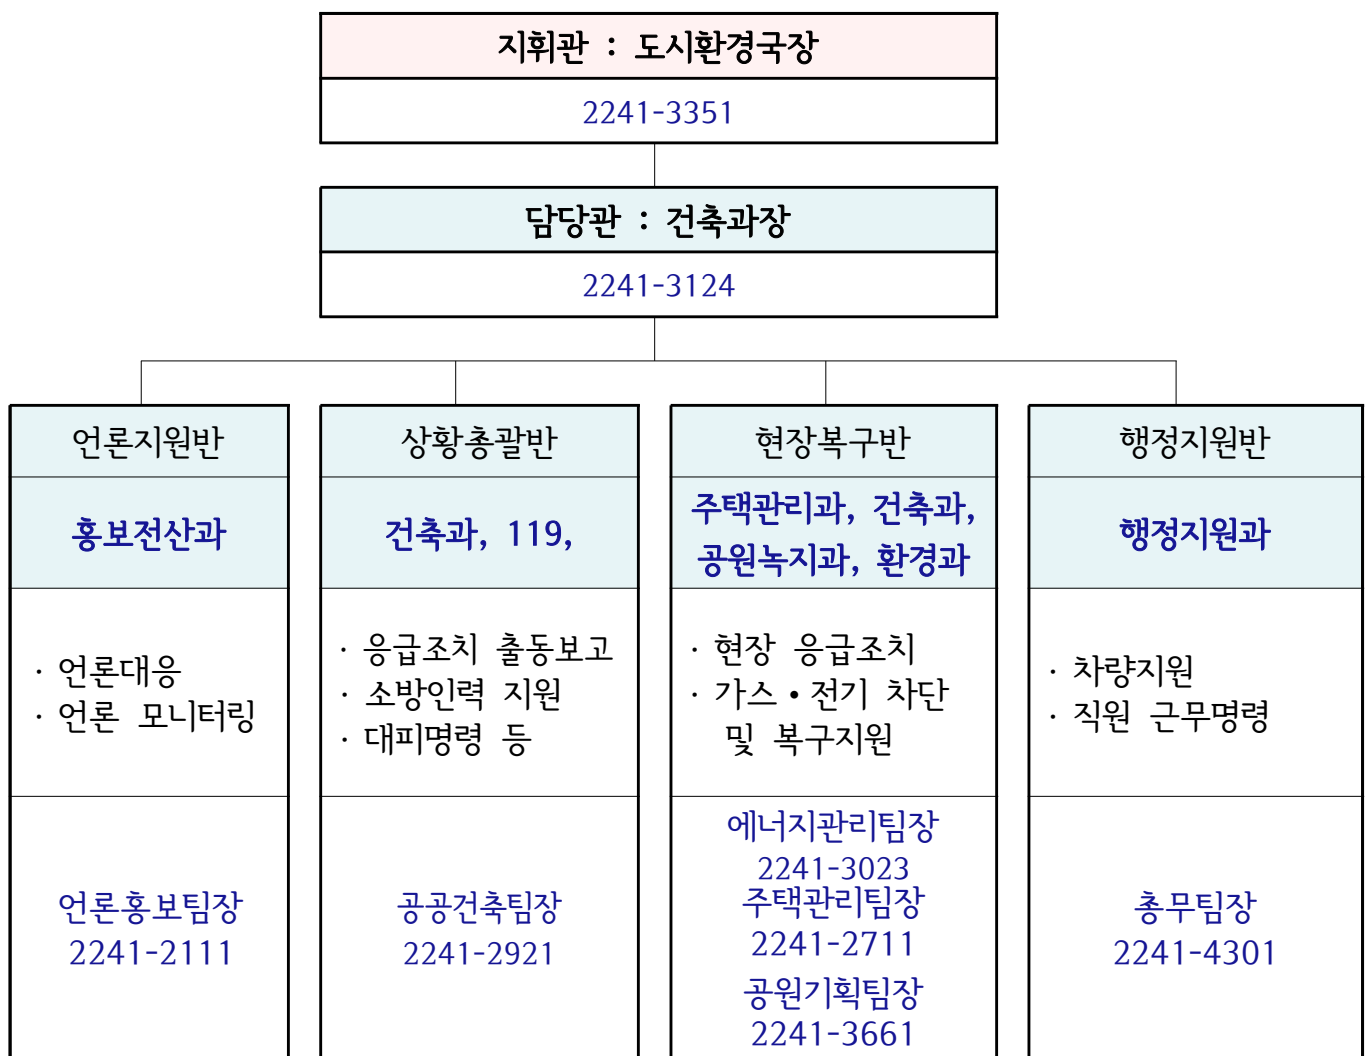 지휘관 : 도시환경국장
2241-3351
담당관 : 건축과장
2241-3124
언론지원반
홍보전산과
· 언론대응
· 언론 모니터링
언론홍보팀장
2241-2111
상황총괄반
건축과, 119,
· 응급조치 출동보고
· 소방인력 지원
· 대피명령 등
공공건축팀장
2241-2921
현장복구반
주택관리과, 건축과,
공원녹지과, 환경과
· 현장 응급조치
· 가스•전기 차단
및 복구지원
에너지관리팀장
2241-3023
주택관리팀장
2241-2711
공원기획팀장
2241-3661
행정지원반
행정지원과
· 차량지원
· 직원 근무명령
총무팀장
2241-4301